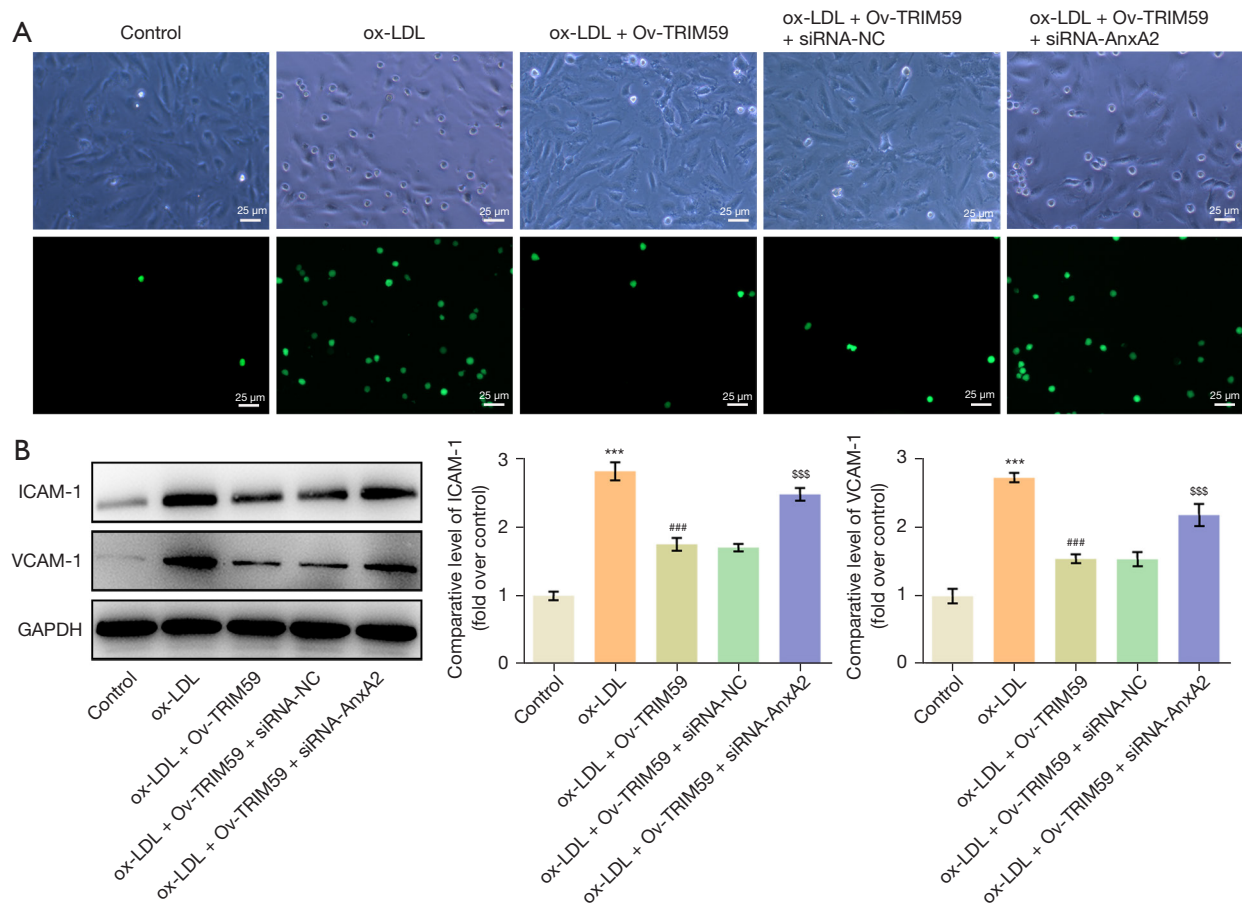 A
Control
ox-LDL
ox-LDL + Ov-TRIM59
ox-LDL + Ov-TRIM59
+ siRNA-NC
ox-LDL + Ov-TRIM59
+ siRNA-AnxA2
25 µm
25 µm
25 µm
25 µm
25 µm
25 µm
25 µm
25 µm
25 µm
25 µm
B
ICAM-1
VCAM-1
GAPDH
Control
ox-LDL
ox-LDL + Ov-TRIM59
ox-LDL + Ov-TRIM59 + siRNA-NC
ox-LDL + Ov-TRIM59 + siRNA-AnxA2
Comparative level of ICAM-1
(fold over control)
3
2
1
0
***
###
$$$
Control
ox-LDL
ox-LDL + Ov-TRIM59
ox-LDL + Ov-TRIM59 + siRNA-NC
ox-LDL + Ov-TRIM59 + siRNA-AnxA2
Comparative level of VCAM-1
(fold over control)
3
2
1
0
***
###
$$$
Control
ox-LDL
ox-LDL + Ov-TRIM59
ox-LDL + Ov-TRIM59 + siRNA-NC
ox-LDL + Ov-TRIM59 + siRNA-AnxA2